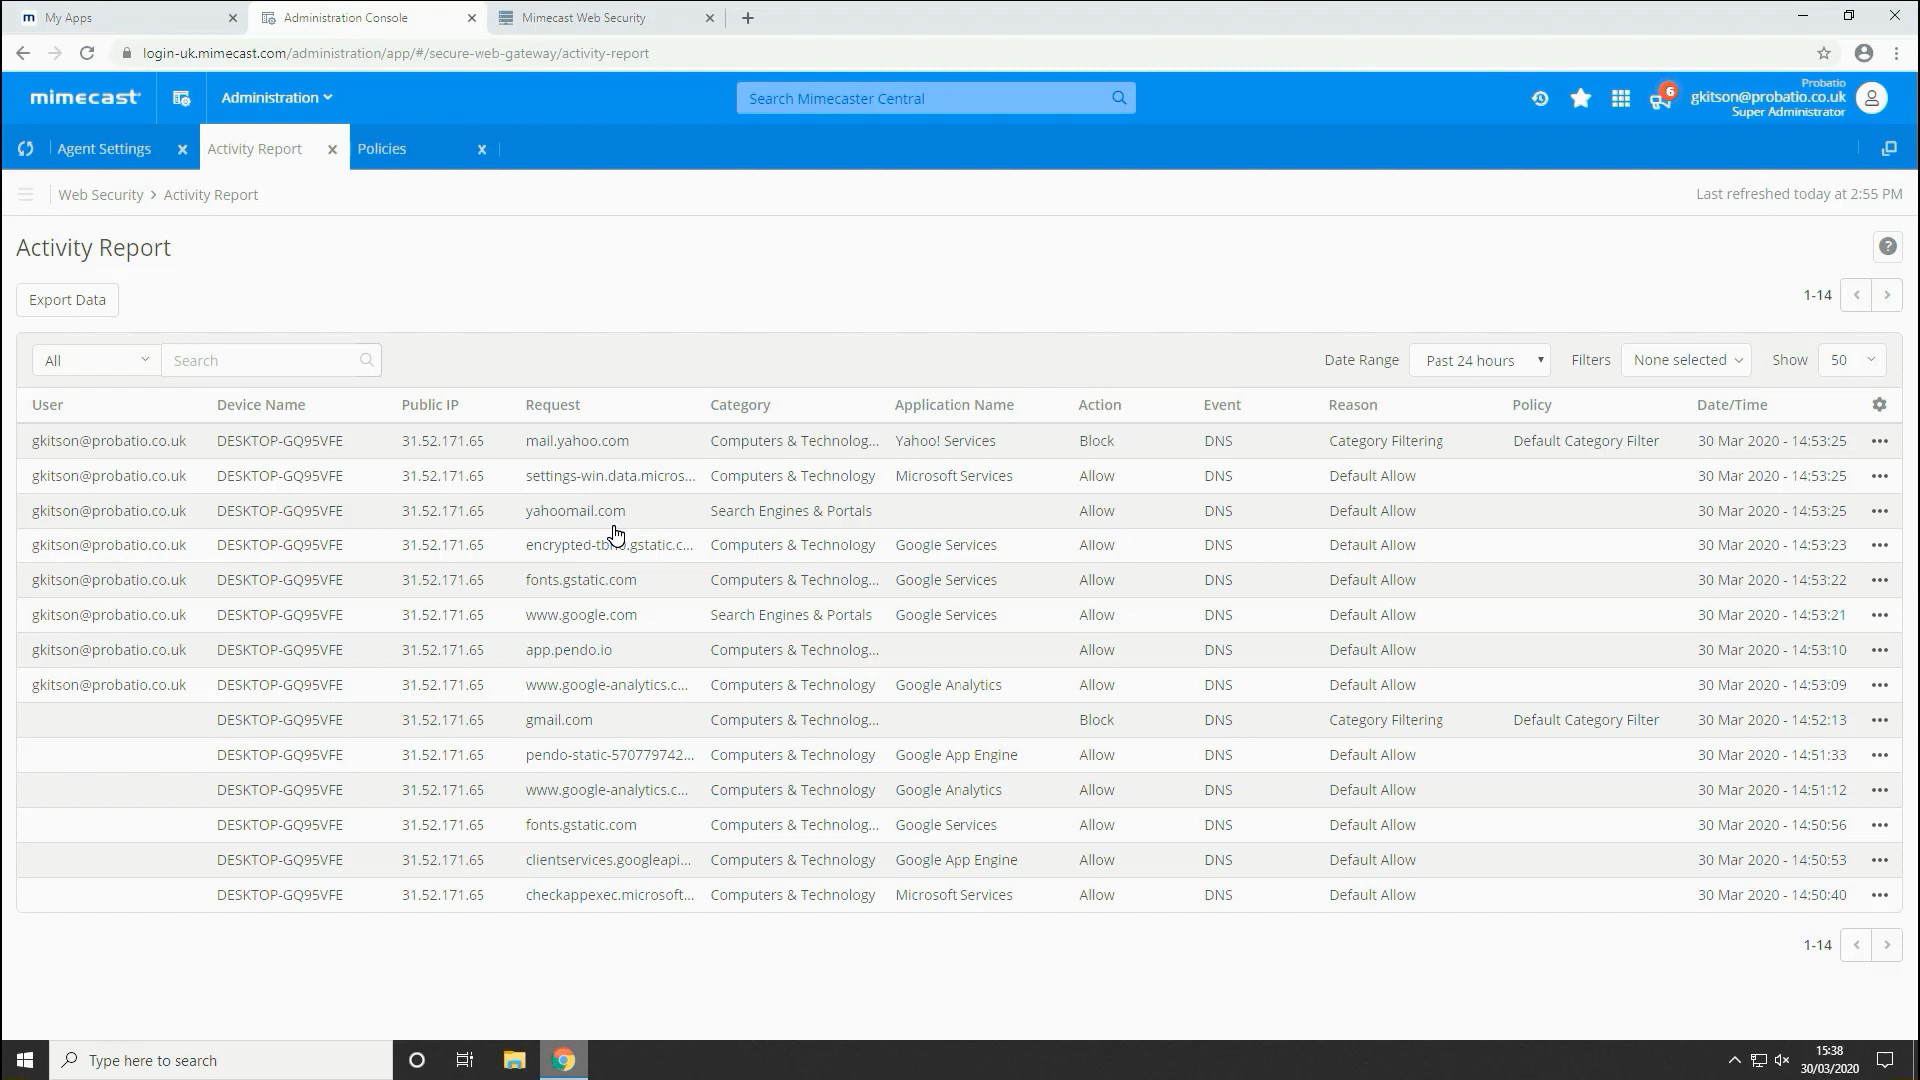 My Apps
Administration Console
Mimecast Web Security
login-uk.mimecast.com/administration/app/#/secure-web-gateway/activity-report
mimecast
Administration
Search Mimecaster Central
6
Probatio
gkitson@probatio.co.uk
Super Administrator
Agent Settings
Activity Report
Policies
Web Security > Activity Report
Last refreshed today at 2:55 PM
Activity Report
Export Data
1-14
All
Search
Date Range
Past 24 hours
Filters
None selected
Show
50
User Device Name Public IP Request Category Application Name Action Event Reason Policy Date/Time
gkitson@probatio.co.uk DESKTOP-GQ95VFE 31.52.171.65 mail.yahoo.com Computers & Technolog... Yahoo! Services Block DNS Category Filtering Default Category Filter 30 Mar 2020 - 14:53:25
gkitson@probatio.co.uk DESKTOP-GQ95VFE 31.52.171.65 settings-win.data.micros... Computers & Technology Microsoft Services Allow DNS Default Allow 30 Mar 2020 - 14:53:25
gkitson@probatio.co.uk DESKTOP-GQ95VFE 31.52.171.65 yahoomail.com Search Engines & Portals Allow DNS Default Allow 30 Mar 2020 - 14:53:25
gkitson@probatio.co.uk DESKTOP-GQ95VFE 31.52.171.65 Computers & Technology Google Services Allow DNS Default Allow 30 Mar 2020 - 14:53:23
gkitson@probatio.co.uk DESKTOP-GQ95VFE 31.52.171.65 fonts.gstatic.com Computers & Technolog... Google Services Allow DNS Default Allow 30 Mar 2020 - 14:53:22
gkitson@probatio.co.uk DESKTOP-GQ95VFE 31.52.171.65 www.google.com Search Engines & Portals Google Services Allow DNS Default Allow 30 Mar 2020 - 14:53:21
gkitson@probatio.co.uk DESKTOP-GQ95VFE 31.52.171.65 app.pendo.io Computers & Technolog... Allow DNS Default Allow 30 Mar 2020 - 14:53:10
gkitson@probatio.co.uk DESKTOP-GQ95VFE 31.52.171.65 www.google-analytics.c... Computers & Technology Google Analytics Allow DNS Default Allow 30 Mar 2020 - 14:53:09
DESKTOP-GQ95VFE 31.52.171.65 gmail.com Computers & Technolog... Block DNS Category Filtering Default Category Filter 30 Mar 2020 - 14:52:13
DESKTOP-GQ95VFE 31.52.171.65 pendo-static-570779742... Computers & Technology Google App Engine Allow DNS Default Allow 30 Mar 2020 - 14:51:33
DESKTOP-GQ95VFE 31.52.171.65 www.google-analytics.c... Computers & Technology Google Analytics Allow DNS Default Allow 30 Mar 2020 - 14:51:12
DESKTOP-GQ95VFE 31.52.171.65 fonts.gstatic.com Computers & Technolog... Google Services Allow DNS Default Allow 30 Mar 2020 - 14:50:56
DESKTOP-GQ95VFE 31.52.171.65 clientservices.googleapi... Computers & Technology Google App Engine Allow DNS Default Allow 30 Mar 2020 - 14:50:53
DESKTOP-GQ95VFE 31.52.171.65 checkappexec.microsoft... Computers & Technology Microsoft Services Allow DNS Default Allow 30 Mar 2020 - 14:50:40
1-14
Type here to search
15:38
30/03/2020